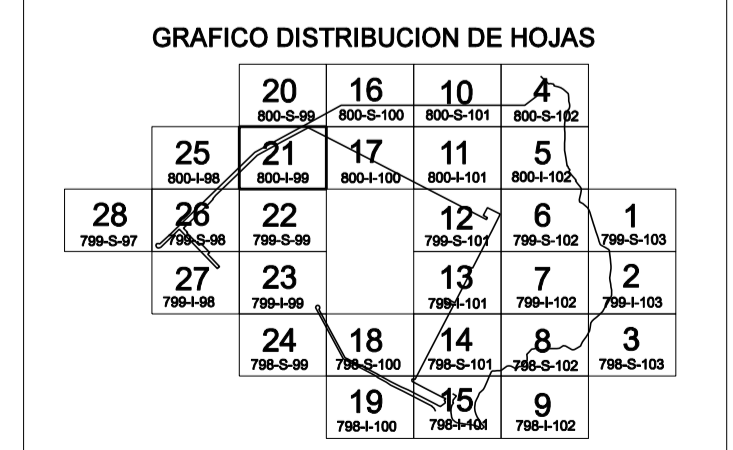 GRAFICO DISTRIBUCION DE HOJAS
20 16 10 4
800-S-99 800-S-100 800-S-101 800-S-102
25 21 17 11 5
800-I-98 800-I-99 800-I-100 800-I-101 800-I-102
28 26 22 12 6 1
799-S-97 799-S-98 799-S-99 799-S-101 799-S-102 799-S-103
27 23 13 7 2
799-I-98 799-I-99 799-I-101 799-I-102 799-I-103
24 18 14 8 3
798-S-99 798-S-100 798-S-101 798-S-102 798-S-103
19 15 9
798-I-100 798-I-101 798-I-102